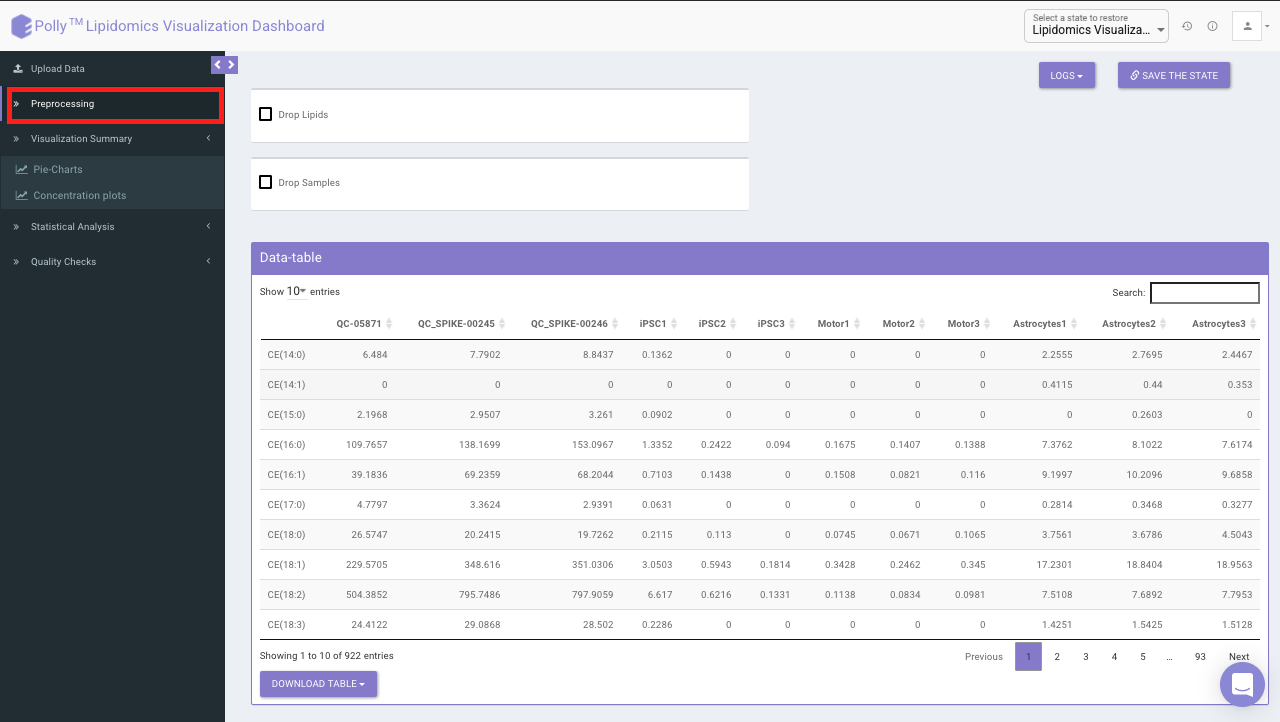 Polly™ Lipidomics Visualization Dashboard
Select a state to restore
Lipidomics Visualiza...
Upload Data
Preprocessing
Visualization Summary
Pie-Charts
Concentration plots
Statistical Analysis
Quality Checks
LOGS
SAVE THE STATE
Drop Lipids
Drop Samples
Data-table
Show 10 entries
Search:
QC-05871 QC_SPIKE-00245 QC_SPIKE-00246 iPSC1 iPSC2 iPSC3 Motor1 Motor2 Motor3 Astrocytes1 Astrocytes2 Astrocytes3
CE(14:0) 6.484 7.7902 8.8437 0.1362 0 0 0 0 0 2.2555 2.7695 2.4467
CE(14:1) 0 0 0 0 0 0 0 0 0 0.4115 0.44 0.353
CE(15:0) 2.1968 2.9507 3.261 0.0902 0 0 0 0 0 0 0.2603 0
CE(16:0) 109.7657 138.1699 153.0967 1.3352 0.2422 0.094 0.1675 0.1407 0.1388 7.3762 8.1022 7.6174
CE(16:1) 39.1836 69.2359 68.2044 0.7103 0.1438 0 0.1508 0.0821 0.116 9.1997 10.2096 9.6858
CE(17:0) 4.7797 3.3624 2.9391 0.0631 0 0 0 0 0 0.2814 0.3468 0.3277
CE(18:0) 26.5747 20.2415 19.7262 0.2115 0.113 0 0.0745 0.0671 0.1065 3.7561 3.6786 4.5043
CE(18:1) 229.5705 348.616 351.0306 3.0503 0.5943 0.1814 0.3428 0.2462 0.345 17.2301 18.8404 18.9563
CE(18:2) 504.3852 795.7486 797.9059 6.617 0.6216 0.1331 0.1138 0.0834 0.0981 7.5108 7.6892 7.7953
CE(18:3) 24.4122 29.0868 28.502 0.2286 0 0 0 0 0 1.4251 1.5425 1.5128
Showing 1 to 10 of 922 entries
Previous 1 2 3 4 5 … 93 Next
DOWNLOAD TABLE